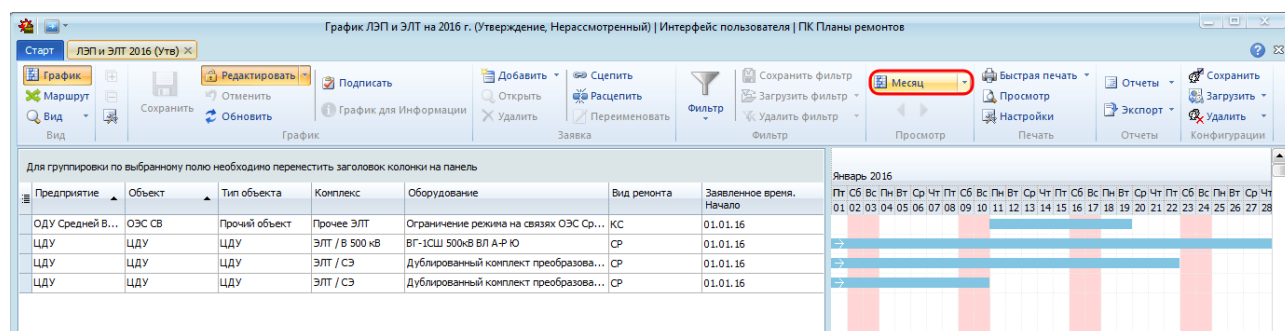 График ЛЭП и ЭЛТ на 2016 г. (Утверждение, Нерассмотренный) | Интерфейс пользователя | ПК Планы ремонтов
Старт ЛЭП и ЭЛТ 2016 (Утв)
График Редактировать Подписать Добавить Сцепить Сохранить фильтр Месяц Быстрая печать Отчеты Сохранить
Маршрут Сохранить Отменить Открыть Расцепить Фильтр Загрузить фильтр Просмотр Загрузить
Вид Обновить График для Информации Удалить Переименовать Удалить фильтр Настройки Экспорт Удалить
Вид График Заявка Фильтр Просмотр Печать Отчеты Конфигурации
Для группировки по выбранному полю необходимо переместить заголовок колонки на панель
Январь 2016
Предприятие Объект Тип объекта Комплекс Оборудование Вид ремонта Заявленное время. Начало
Пт Сб Вс Пн Вт Ср Чт Пт Сб Вс Пн Вт Ср Чт Пт Сб Вс Пн Вт Ср Чт Пт Сб Вс Пн Вт Ср Чт
01 02 03 04 05 06 07 08 09 10 11 12 13 14 15 16 17 18 19 20 21 22 23 24 25 26 27 28
ОДУ Средней В... ОЭС СВ Прочий объект Прочее ЭЛТ Ограничение режима на связях ОЭС Ср... КС 01.01.16
ЦДУ ЦДУ ЦДУ ЭЛТ / В 500 кВ ВГ-1СШ 500кВ ВЛ А-Р Ю СР 01.01.16
ЦДУ ЦДУ ЦДУ ЭЛТ / СЭ Дублированный комплект преобразова... СР 01.01.16
ЦДУ ЦДУ ЦДУ ЭЛТ / СЭ Дублированный комплект преобразова... СР 01.01.16